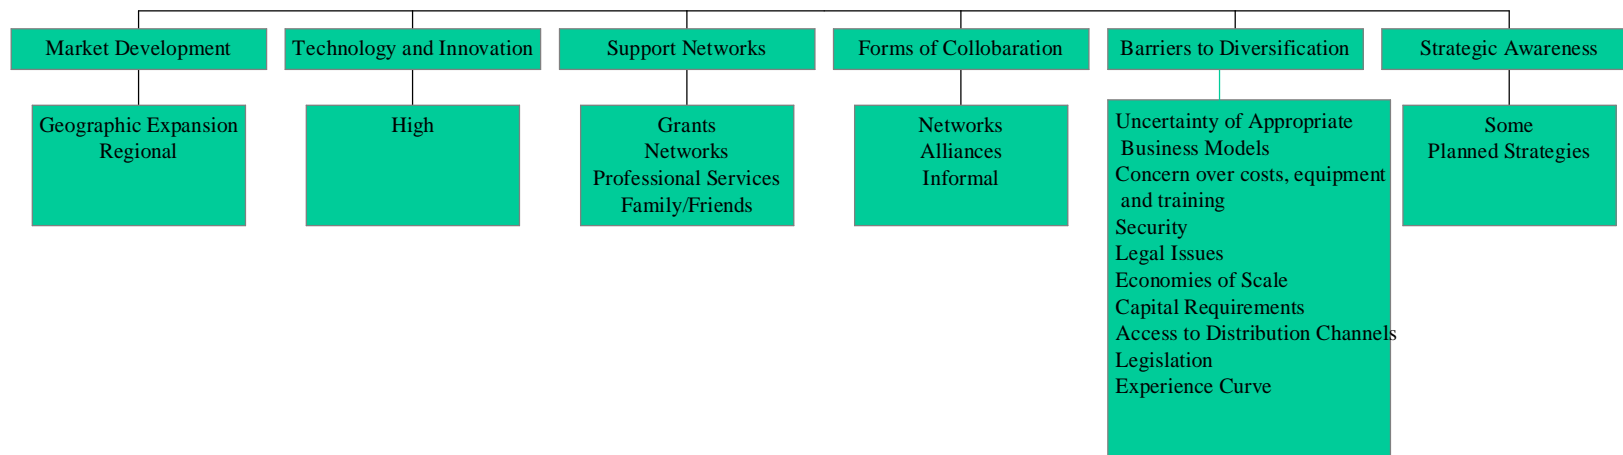 Market Development
Technology and Innovation
Support Networks
Forms of Collobaration
Barriers to Diversification
Strategic Awareness
Geographic Expansion
Regional
High
Grants
Networks
Professional Services
Family/Friends
Networks
Alliances
Informal
Uncertainty of Appropriate
Business Models
Concern over costs, equipment
and training
Security
Legal Issues
Economies of Scale
Capital Requirements
Access to Distribution Channels
Legislation
Experience Curve
Some
Planned Strategies